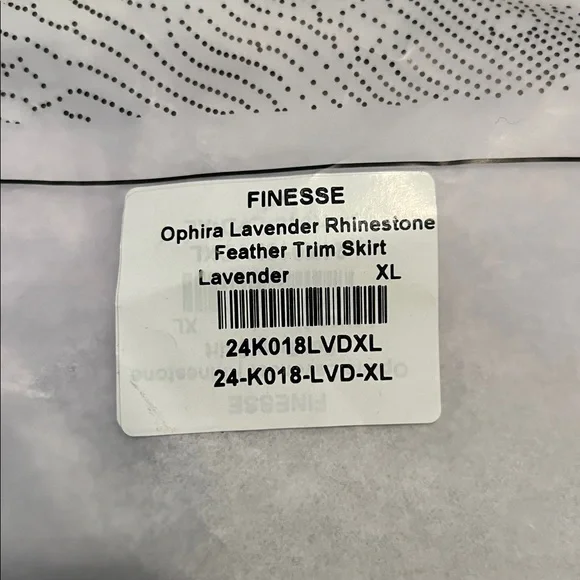 FINESSE
Ophira Lavender Rhinestone
Feather Trim Skirt
Lavender XL
24K018LVDXL
24-K018-LVD-XL